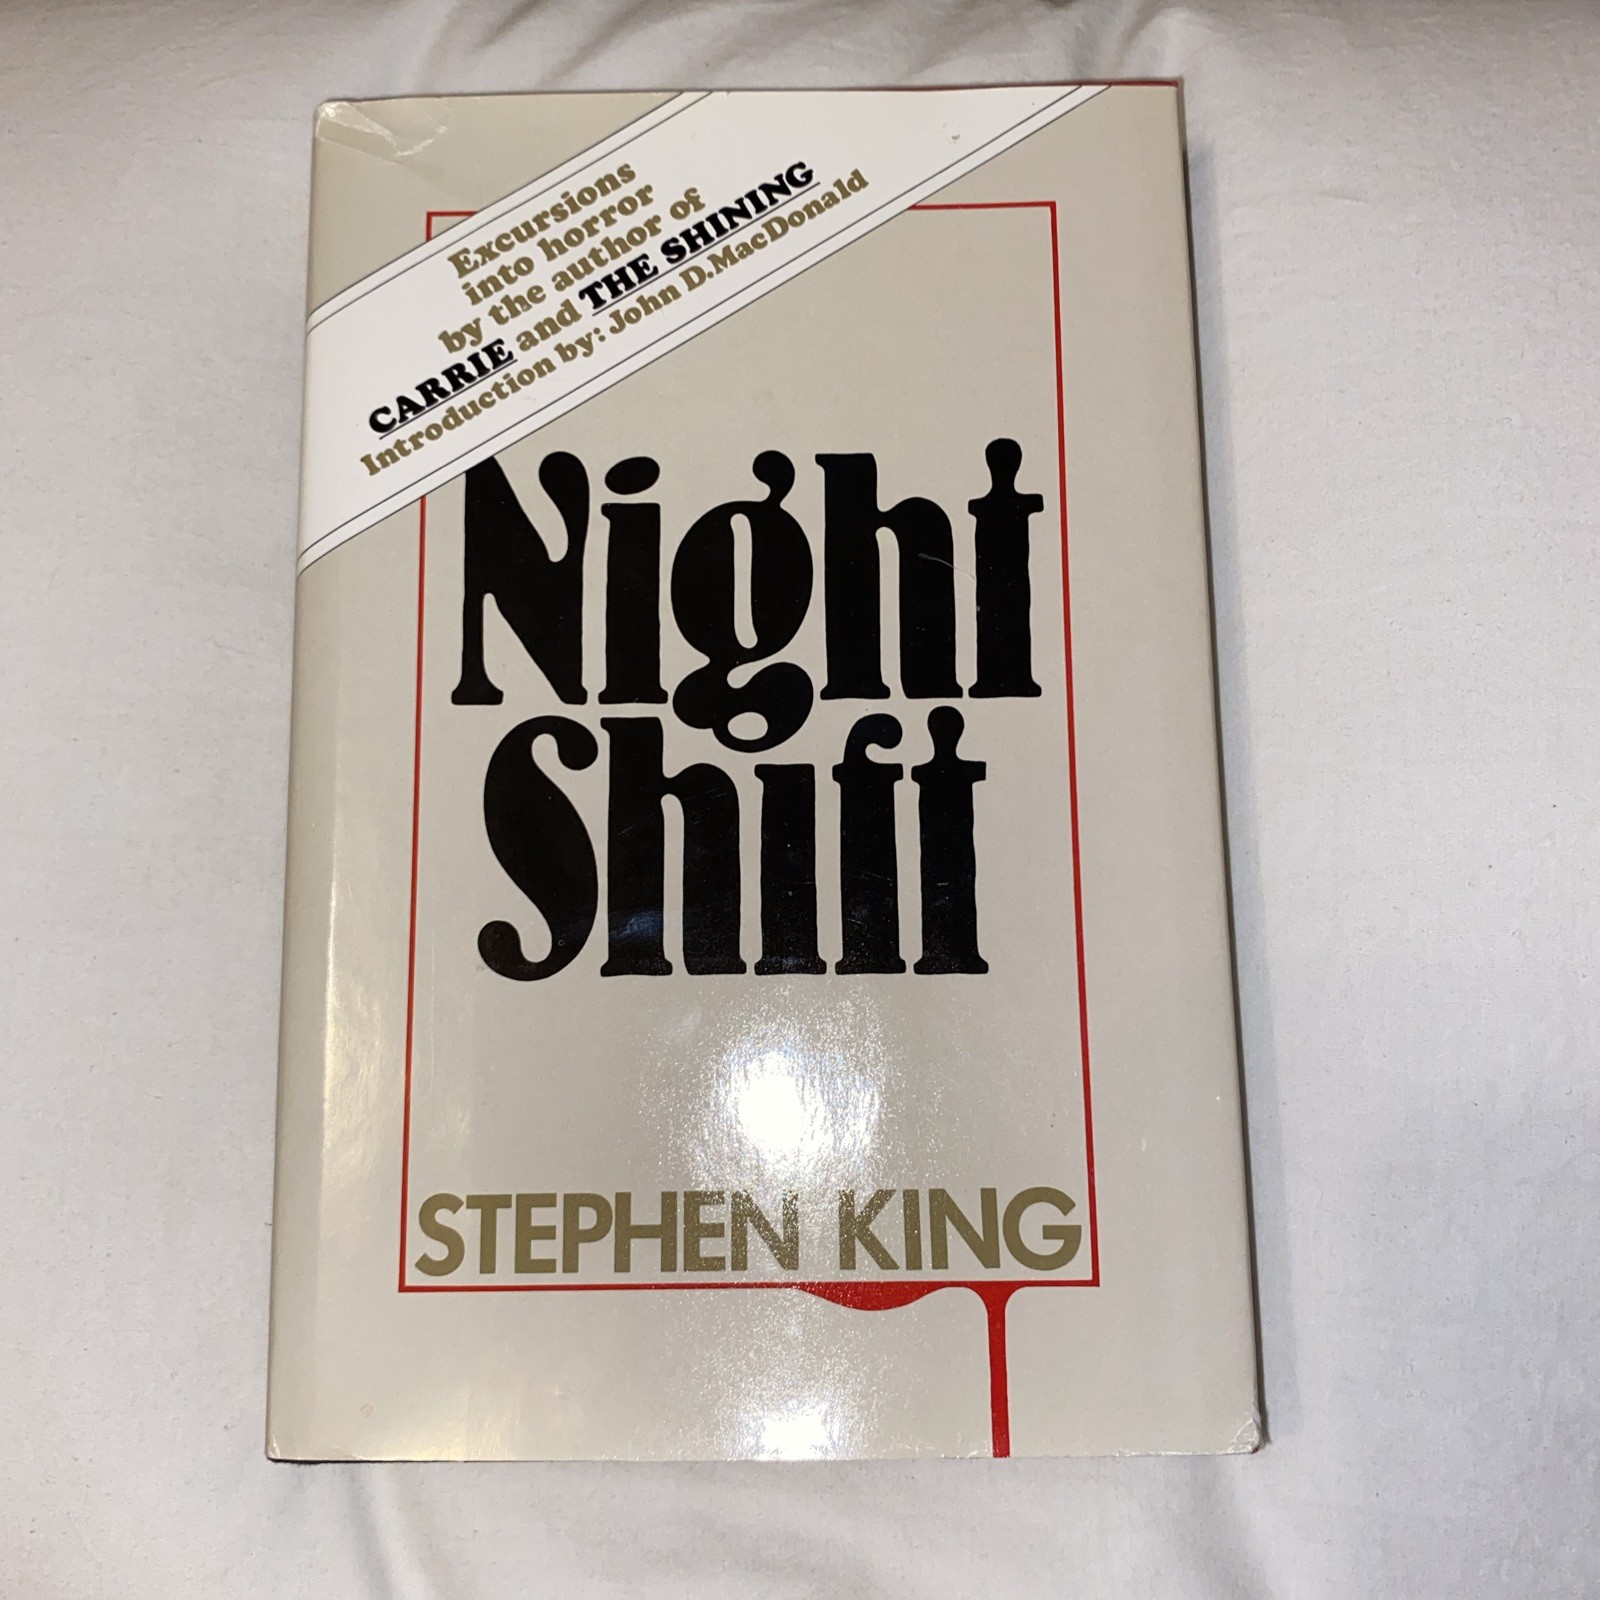 Excursions
into horror
by the author of
CARRIE and THE SHINING
Introduction by: John D.MacDonald
Night
Shift
STEPHEN KING